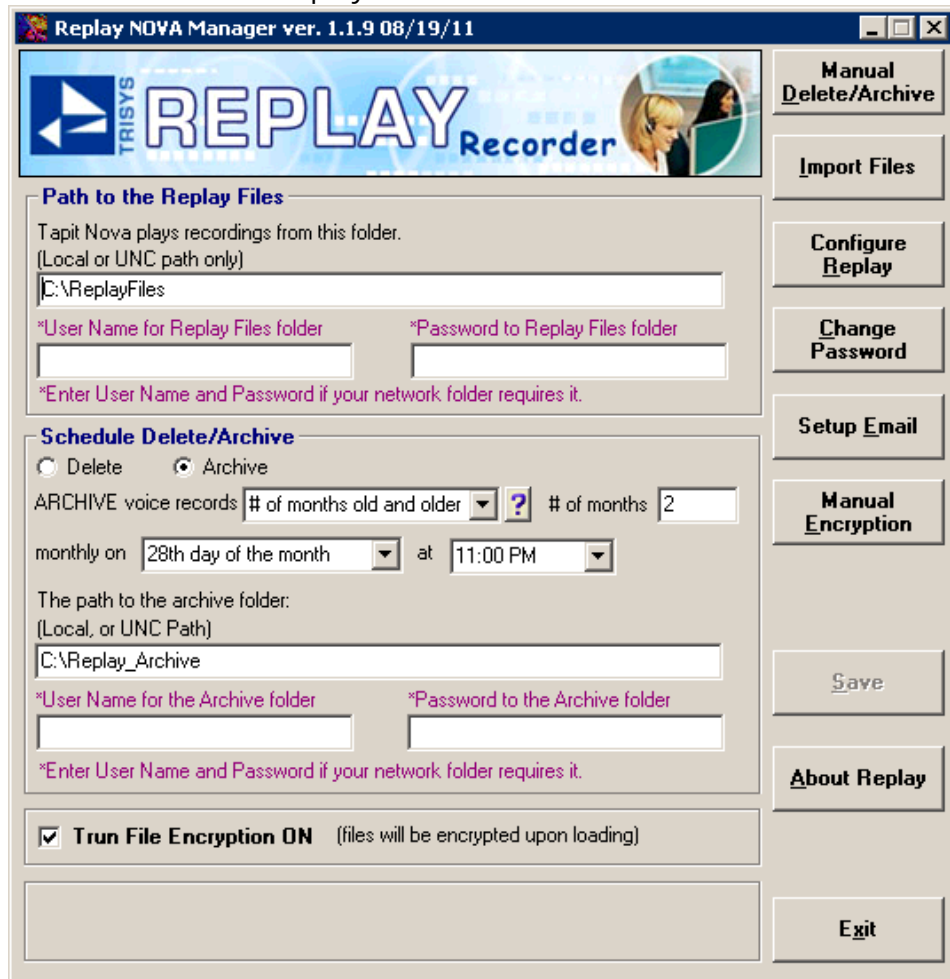 Replay NOVA Manager ver. 1.1.9 08/19/11
TRISYS
REPLAY
Recorder
Manual
Delete/Archive
Import Files
Configure
Replay
Change
Password
Setup Email
Manual
Encryption
Save
About Replay
Exit
Path to the Replay Files
Tapit Nova plays recordings from this folder.
(Local or UNC path only)
C:\ReplayFiles
*User Name for Replay Files folder *Password to Replay Files folder
*Enter User Name and Password if your network folder requires it.
Schedule Delete/Archive
Delete Archive
ARCHIVE voice records # of months old and older ? # of months 2
monthly on 28th day of the month at 11:00 PM
The path to the archive folder:
(Local, or UNC Path)
C:\Replay_Archive
*User Name for the Archive folder *Password to the Archive folder
*Enter User Name and Password if your network folder requires it.
Trun File Encryption ON (files will be encrypted upon loading)